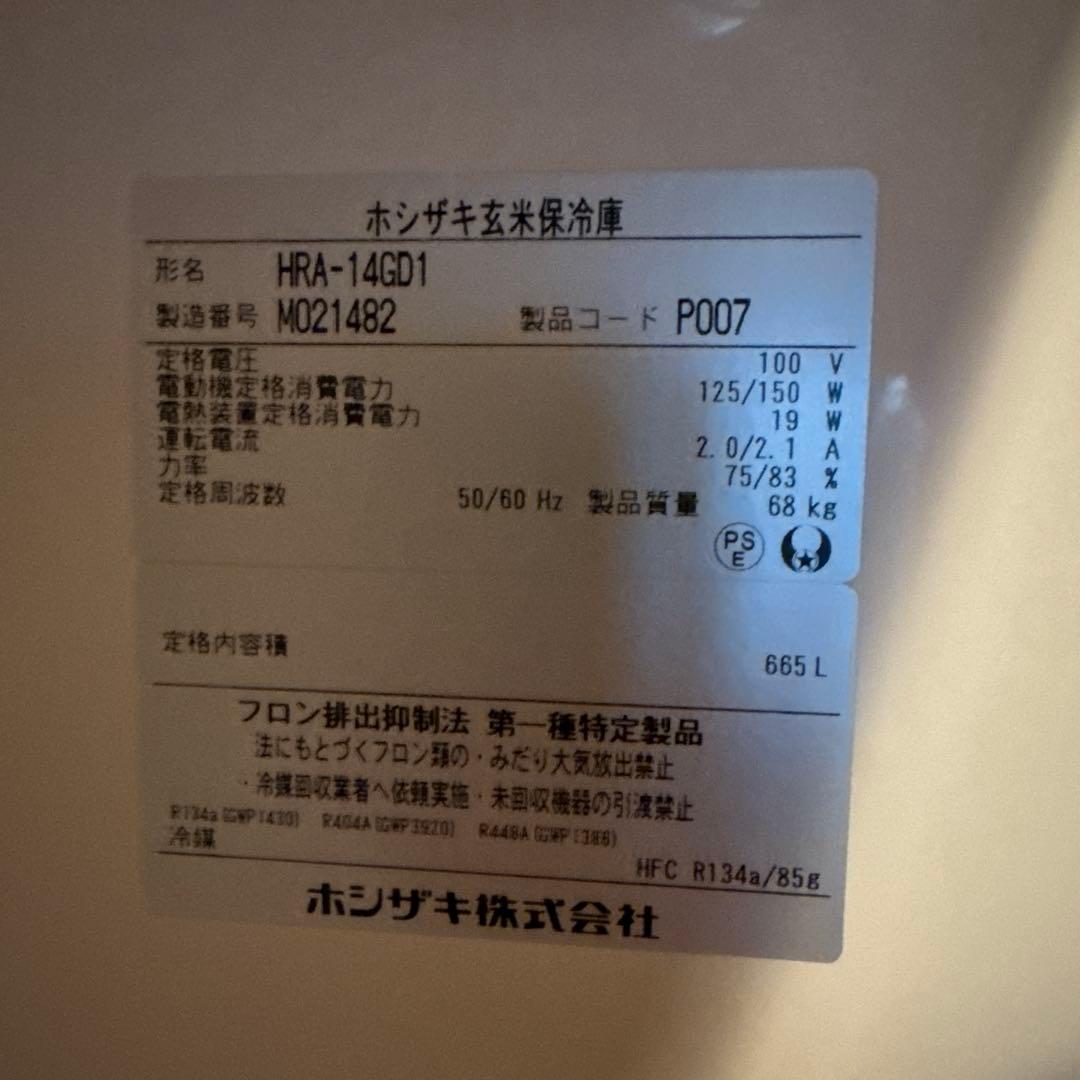 ホシザキ玄米保冷庫
形名 HRA-14GD1
製造番号 M021482 製品コード P007
定格電圧 100 V
電動機定格消費電力 125/150 W
電熱装置定格消費電力 19 W
運転電流 2.0/2.1 A
力率 75/83 %
定格周波数 50/60 Hz 製品質量 68 kg
PS
E
定格内容積 665 L
フロン排出抑制法 第一種特定製品
法にもとづくフロン類の・みだり大気放出禁止
・冷媒回収業者へ依頼実施・未回収機器の引渡禁止
R134a(GWP1430) R404A(GWP3920) R448A(GWP1386)
冷媒 HFC R134a/85g
ホシザキ株式会社